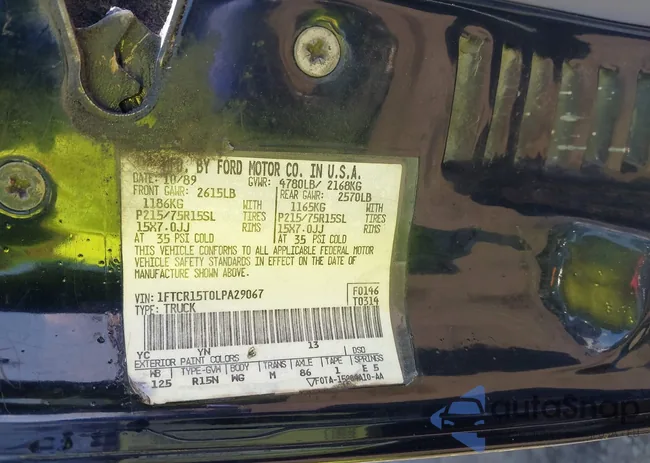 MFD. BY FORD MOTOR CO. IN U.S.A.
DATE: 10/89 GVWR: 4780LB/ 2168KG
FRONT GAWR: 2615LB REAR GAWR: 2570LB
1186KG WITH 1165KG WITH
P215/75R15SL TIRES P215/75R15SL TIRES
15X7.0JJ RIMS 15X7.0JJ RIMS
AT 35 PSI COLD AT 35 PSI COLD
THIS VEHICLE CONFORMS TO ALL APPLICABLE FEDERAL MOTOR
VEHICLE SAFETY STANDARDS IN EFFECT ON THE DATE OF
MANUFACTURE SHOWN ABOVE.
VIN: 1FTCR15T0LPA29067 F0146
TYPE: TRUCK T0314
YC YN 13
EXTERIOR PAINT COLORS DSO
WB TYPE-GVW BODY TRANS AXLE TAPE SPRINGS
125 R15N WG M 86 1 E 5
autoSnap